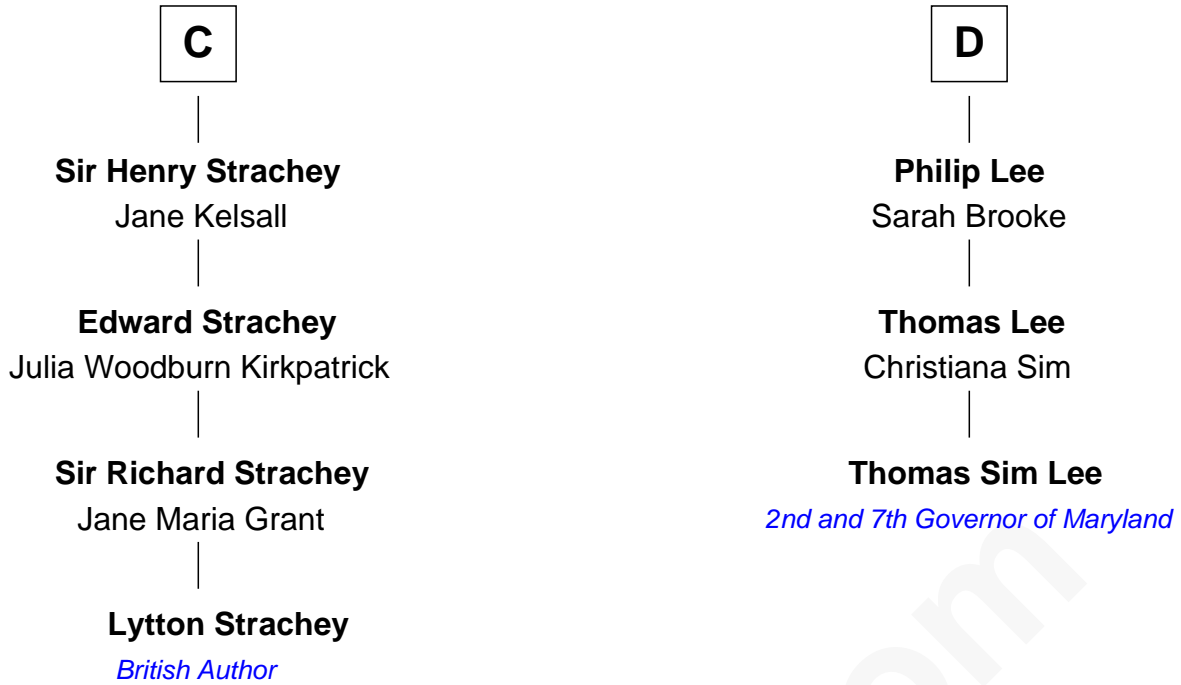 C
Sir Henry Strachey
Jane Kelsall
Edward Strachey
Julia Woodburn Kirkpatrick
Sir Richard Strachey
Jane Maria Grant
Lytton Strachey
British Author
D
Philip Lee
Sarah Brooke
Thomas Lee
Christiana Sim
Thomas Sim Lee
2nd and 7th Governor of Maryland
om